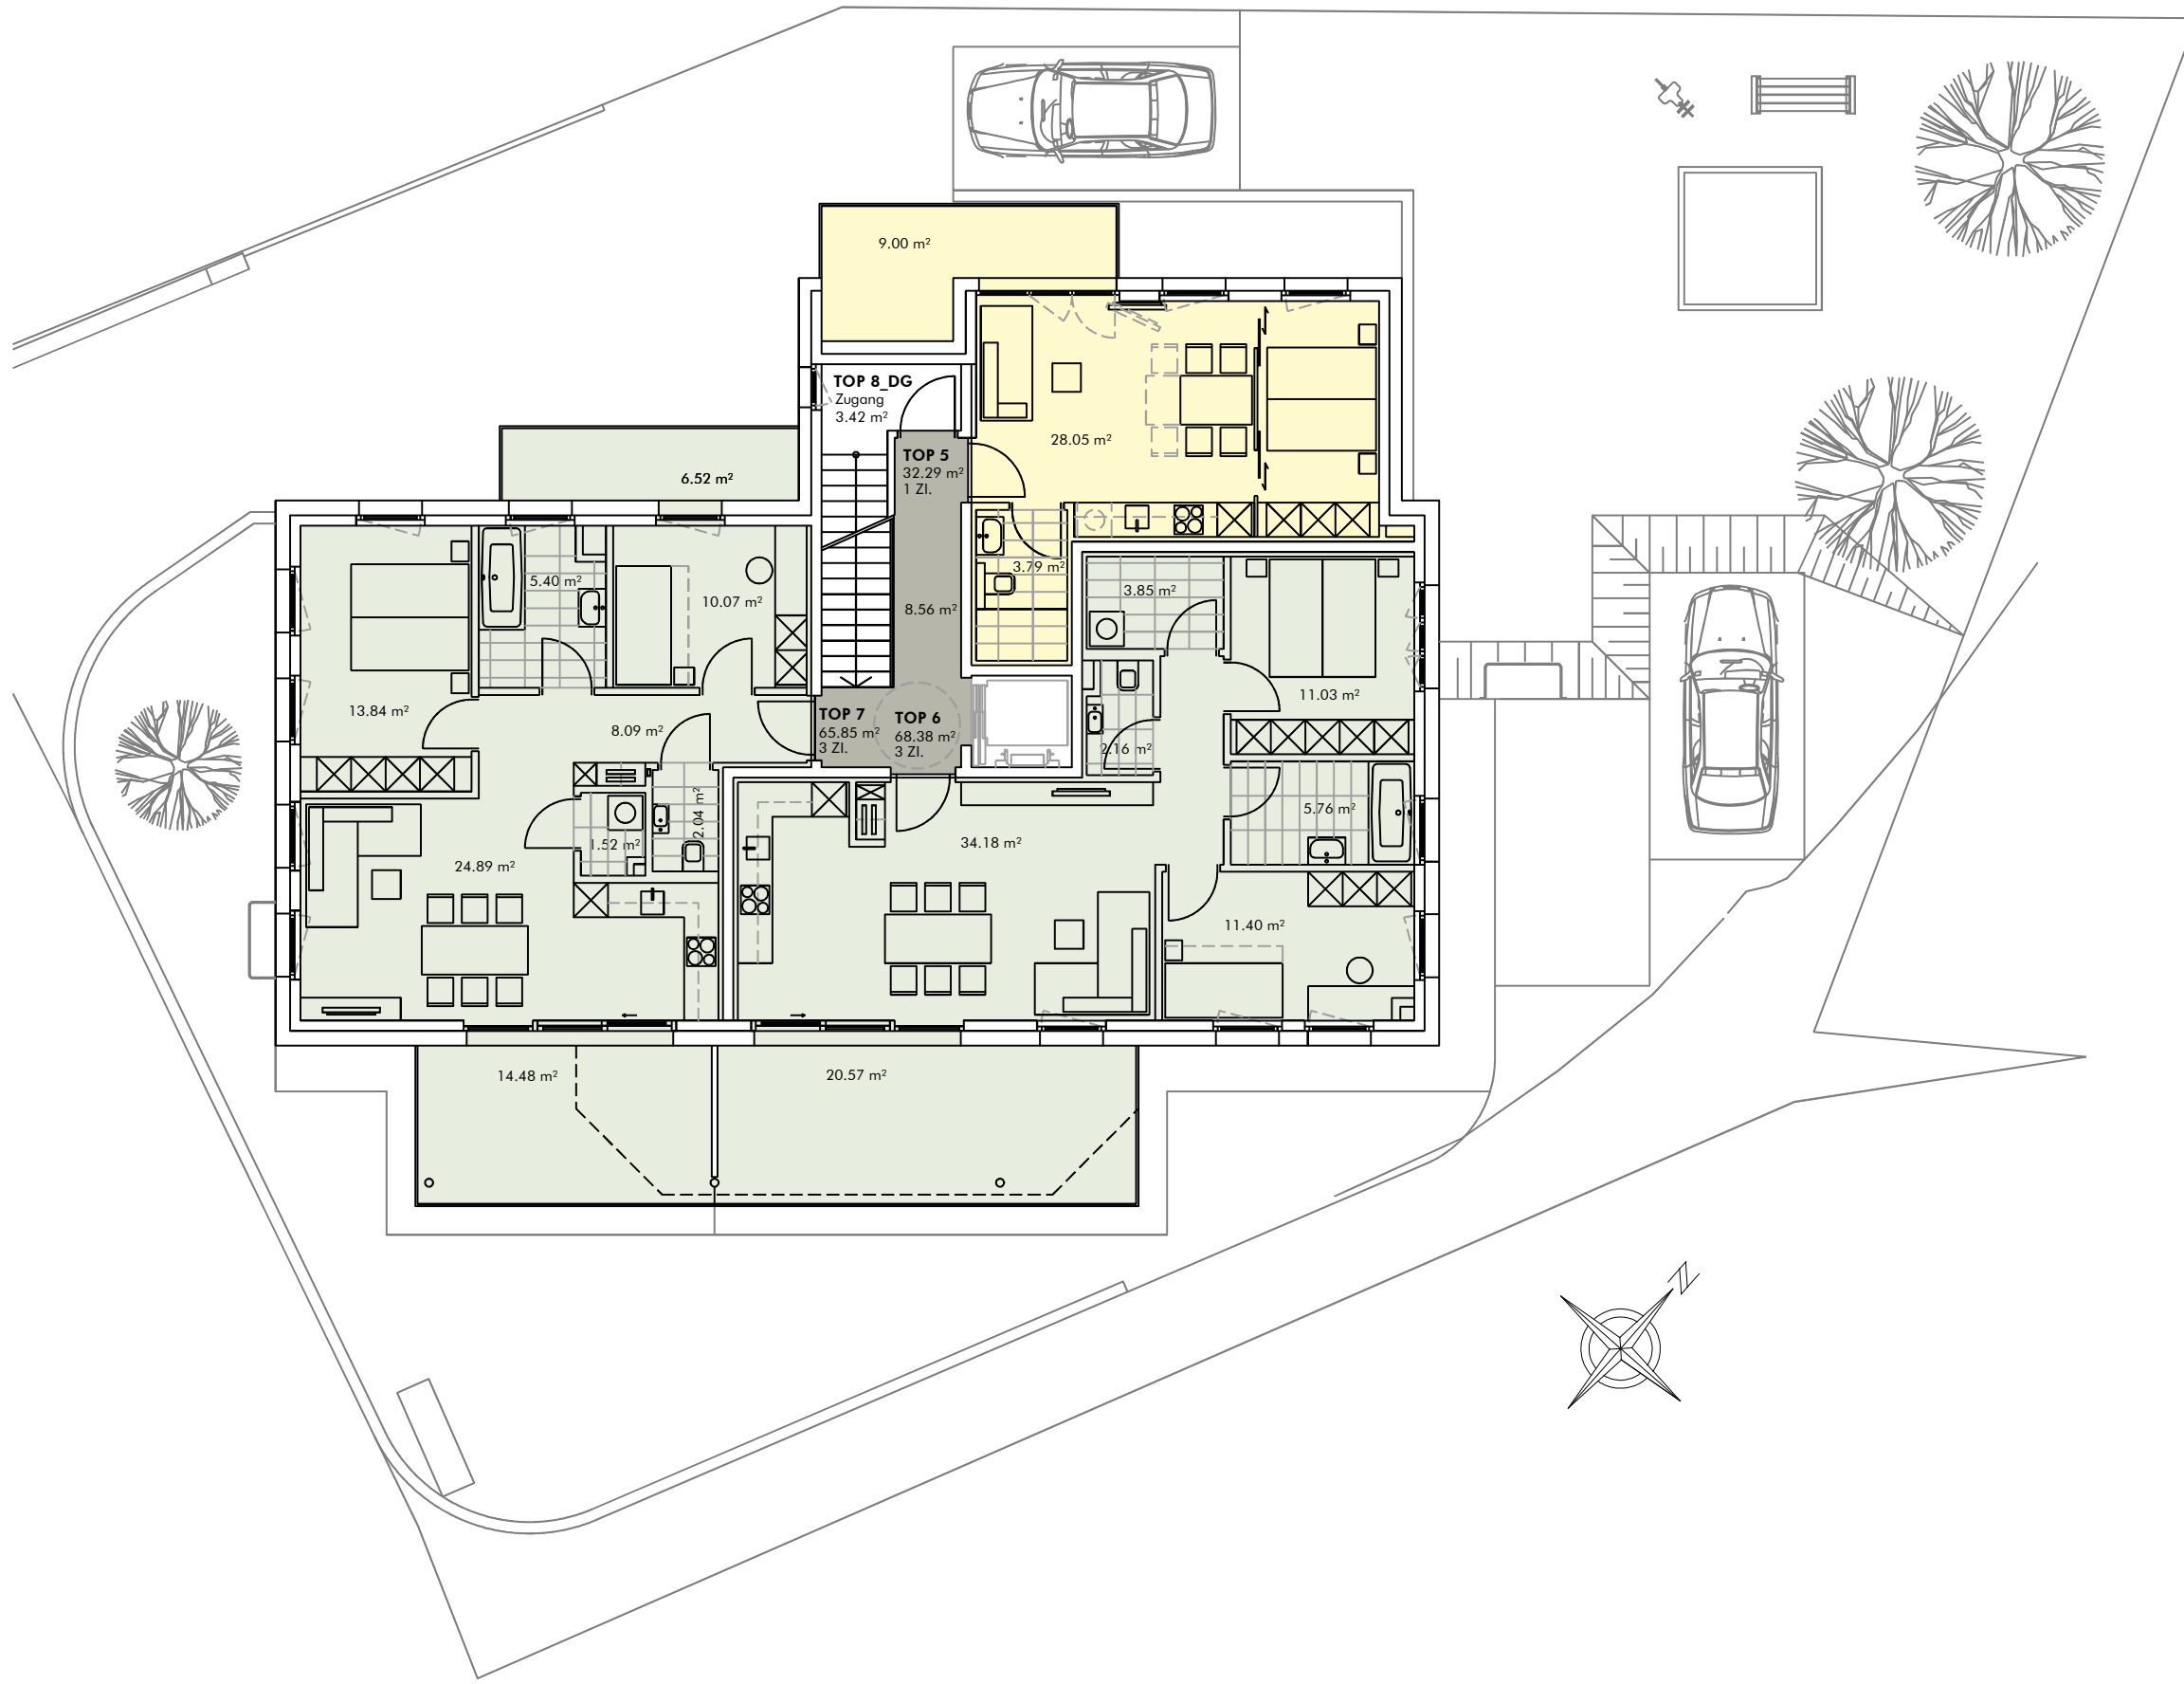 9.00 m²
TOP 8_DG
Zugang
3.42 m²
28.05 m²
TOP 5
32.29 m²
1 ZI.
6.52 m²
5.40 m²
3.79 m²
3.85 m²
10.07 m²
8.56 m²
11.03 m²
13.84 m²
8.09 m²
TOP 7
65.85 m²
3 ZI.
TOP 6
68.38 m²
3 ZI.
2.16 m²
2.04 m²
5.76 m²
1.52 m²
34.18 m²
24.89 m²
11.40 m²
14.48 m²
20.57 m²
N